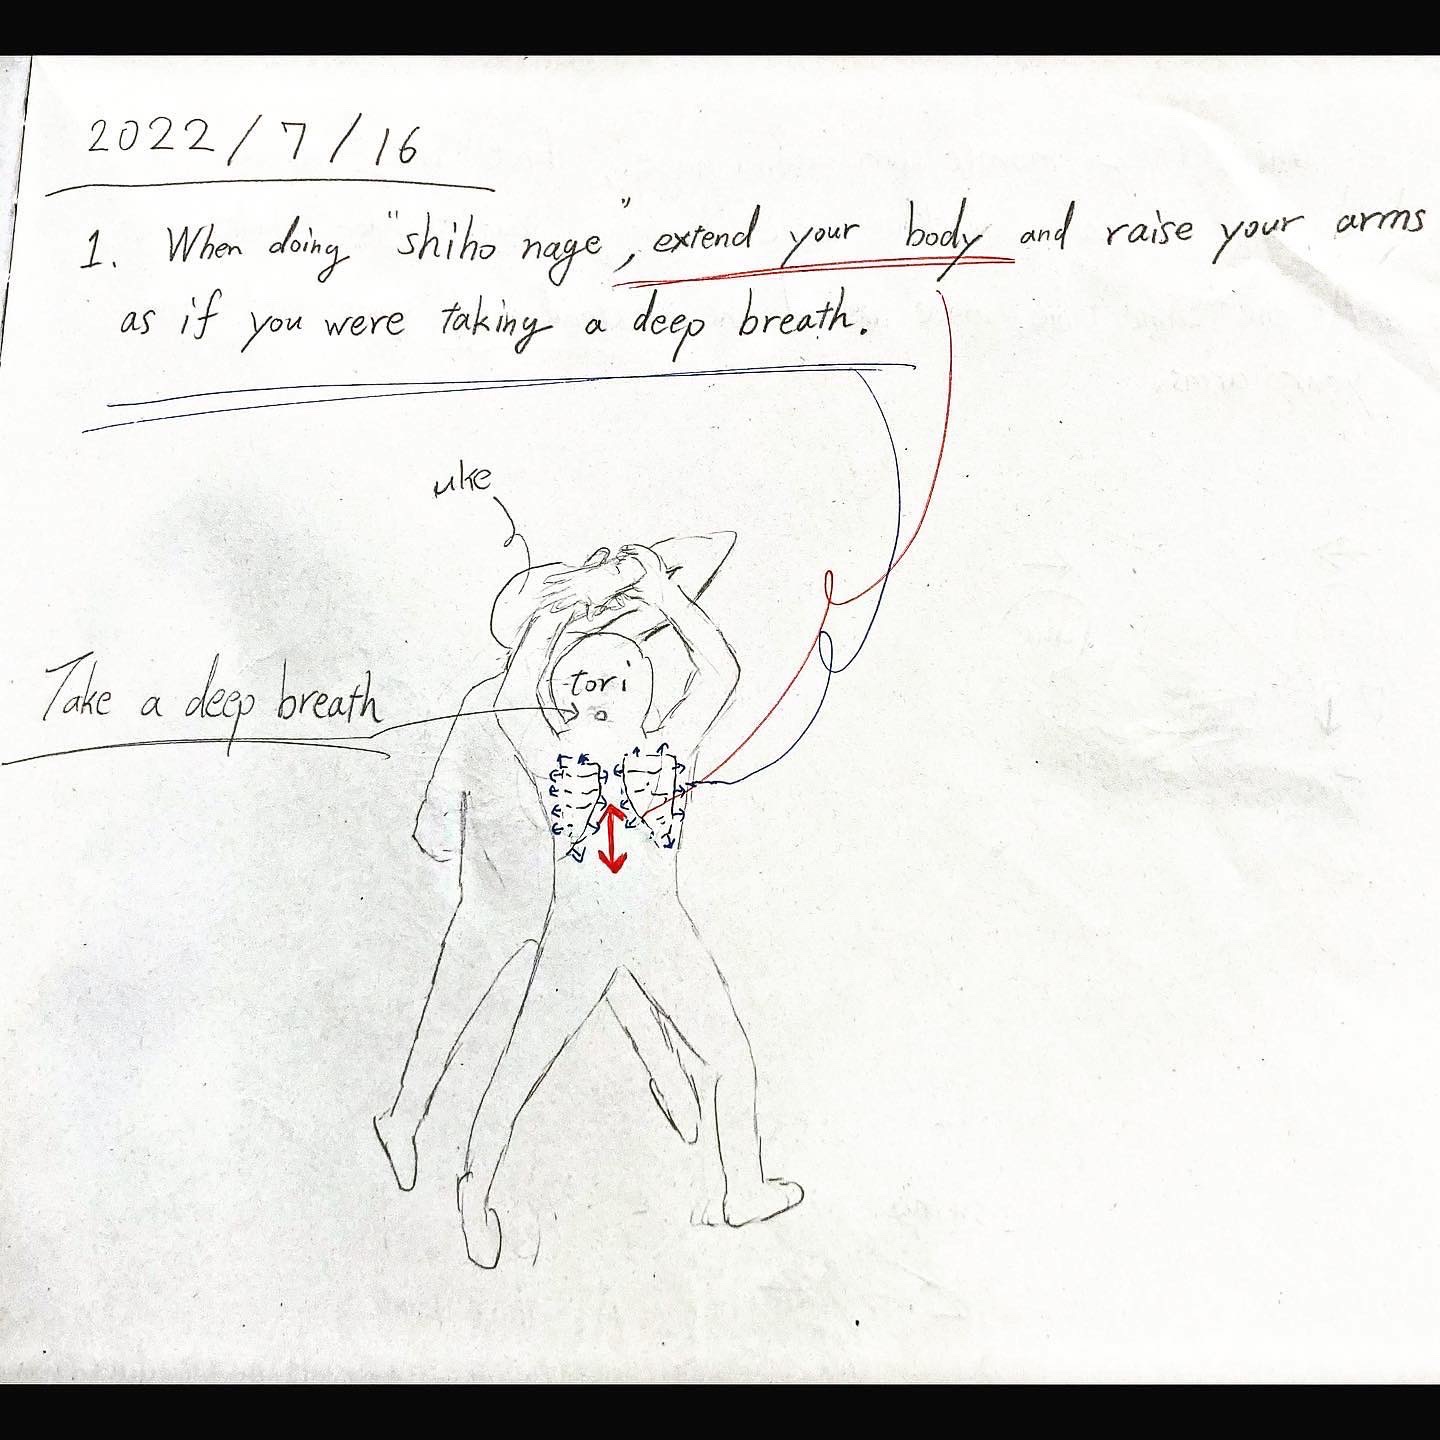 2022/7/16
1. When doing "shiho nage", extend your body and raise your arms
as if you were taking a deep breath.
uke
tori
Take a deep breath